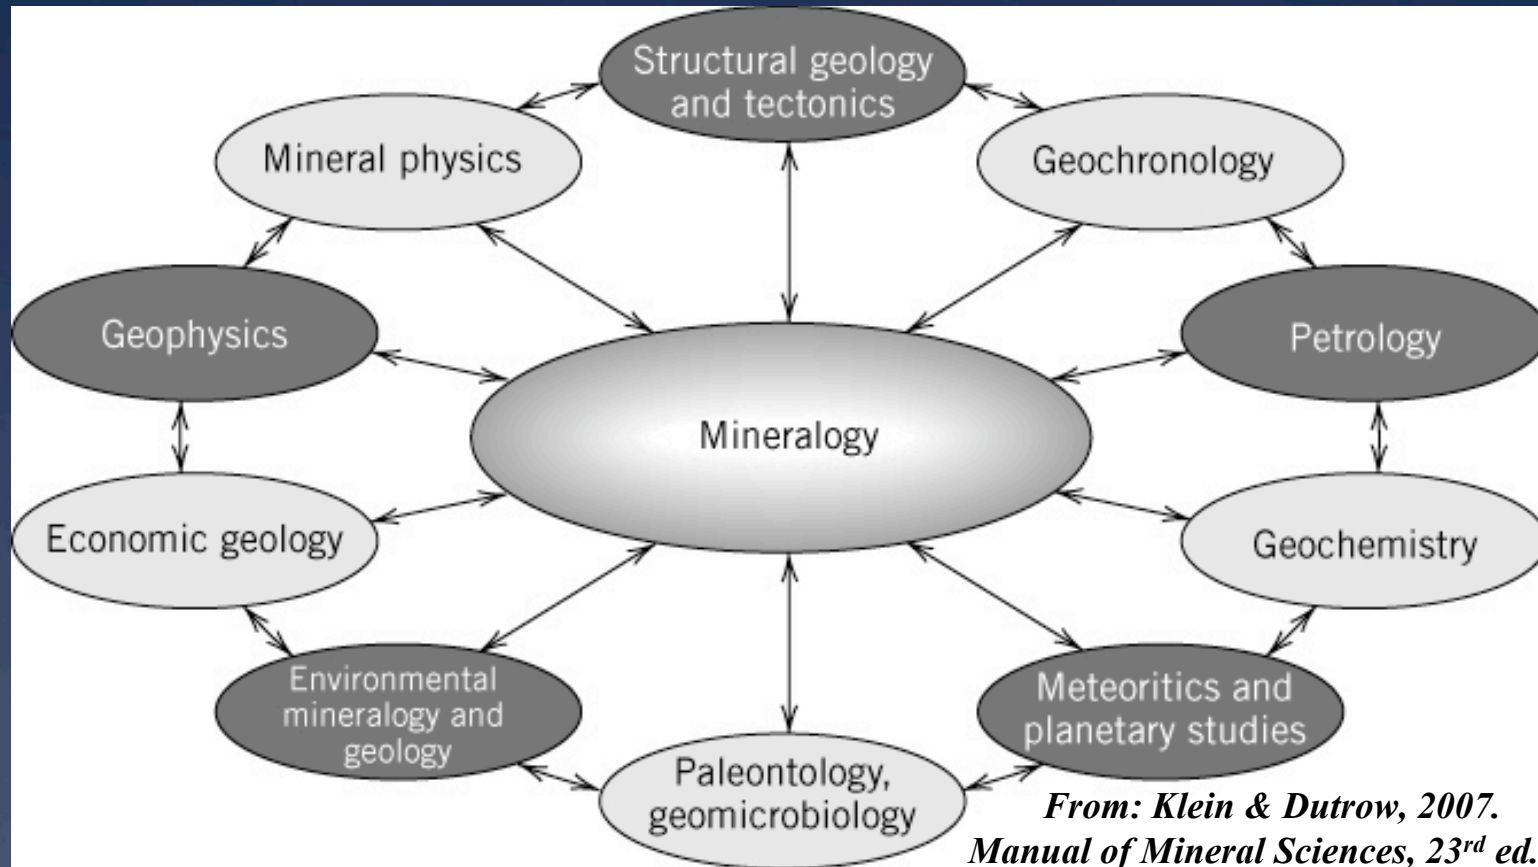 Structural geology
and tectonics
Mineral physics
Geochronology
Geophysics
Petrology
Mineralogy
Economic geology
Geochemistry
Environmental
mineralogy and
geology
Meteoritics and
planetary studies
Paleontology,
geomicrobiology
From: Klein & Dutrow, 2007.
Manual of Mineral Sciences, 23rd ed.